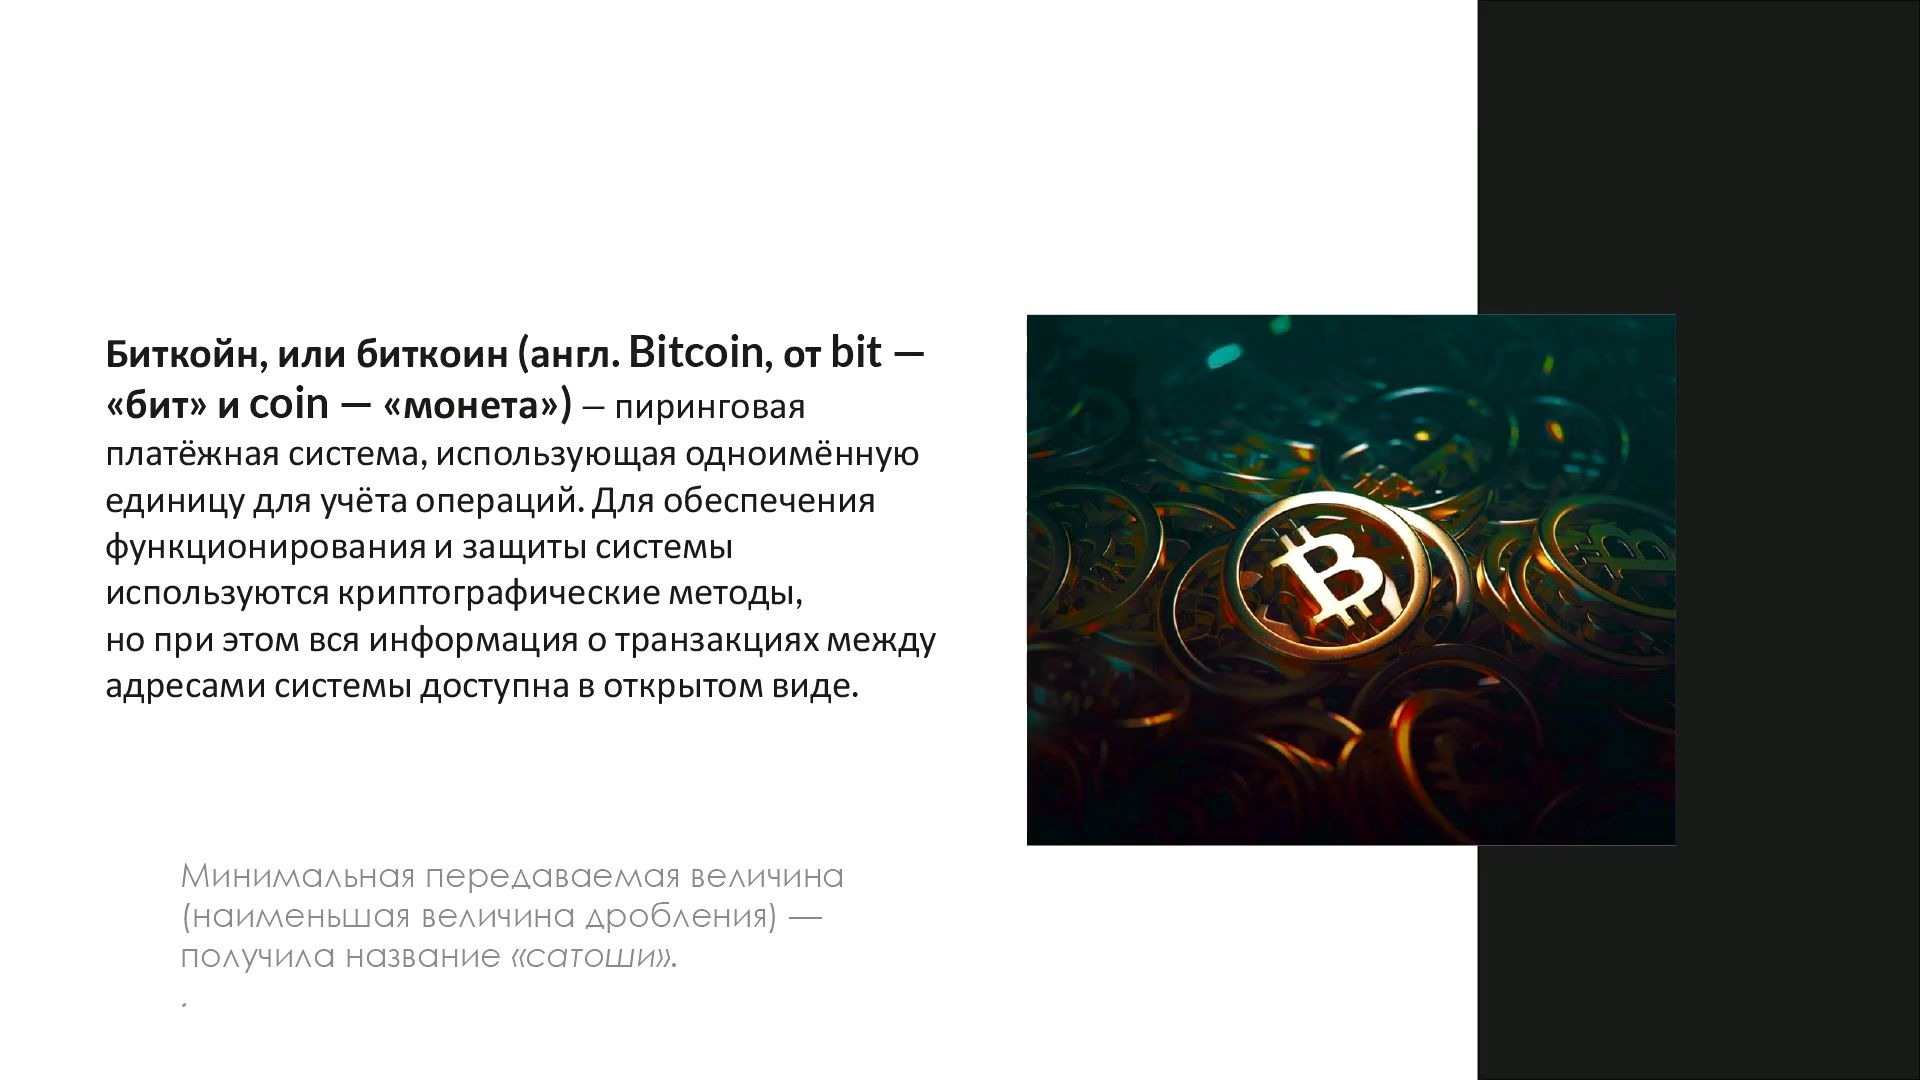 Биткойн, или биткоин (англ. Bitcoin, от bit —
«бит» и coin — «монета») – пиринговая
платёжная система, использующая одноимённую
единицу для учёта операций. Для обеспечения
функционирования и защиты системы
используются криптографические методы,
но при этом вся информация о транзакциях между
адресами системы доступна в открытом виде.
Минимальная передаваемая величина
(наименьшая величина дробления) —
получила название «сатоши».
.